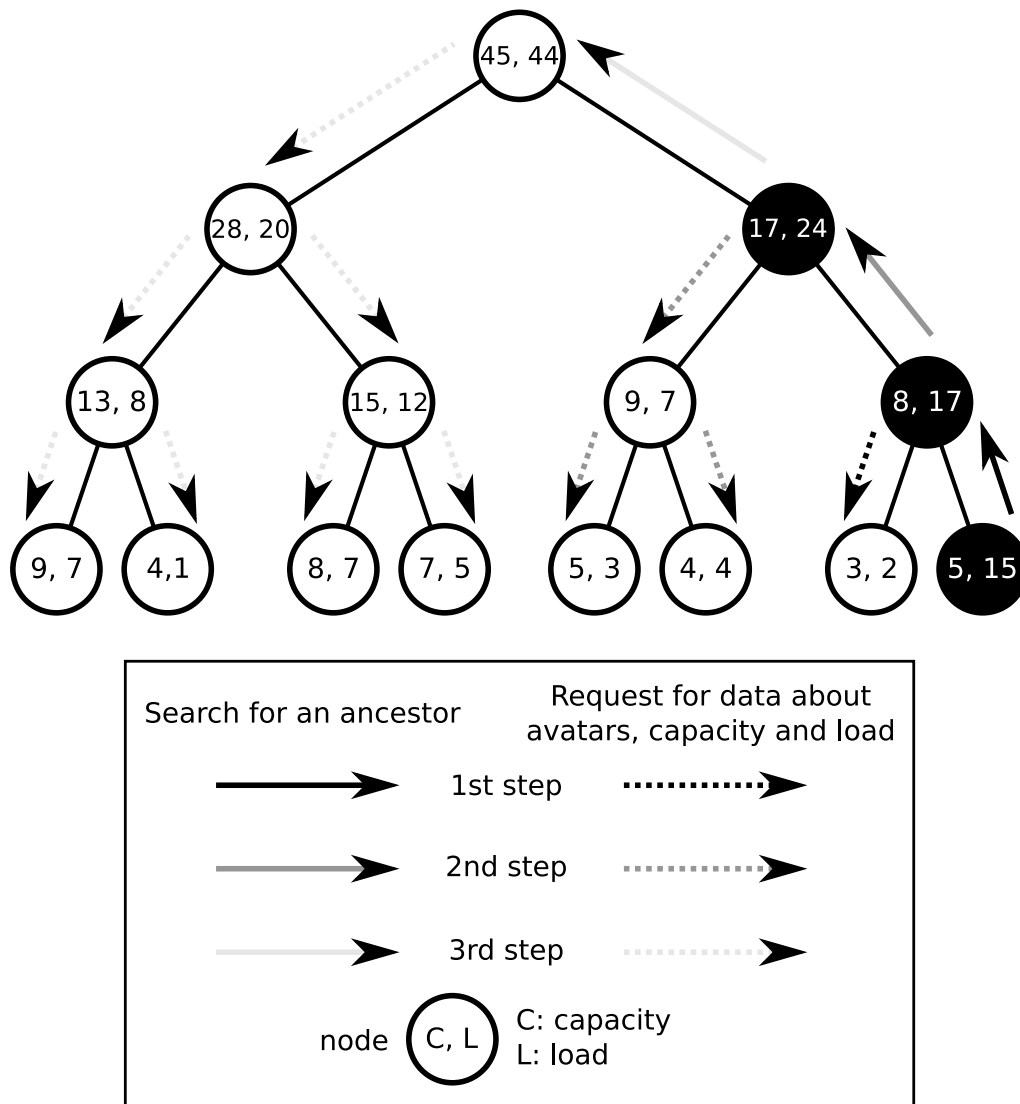 45, 44
28, 20
17, 24
13, 8
15, 12
9, 7
8, 17
9, 7
4,1
8, 7
7, 5
5, 3
4, 4
3, 2
5, 15
Search for an ancestor
Request for data about
avatars, capacity and load
1st step
2nd step
3rd step
node
C, L
C: capacity
L: load